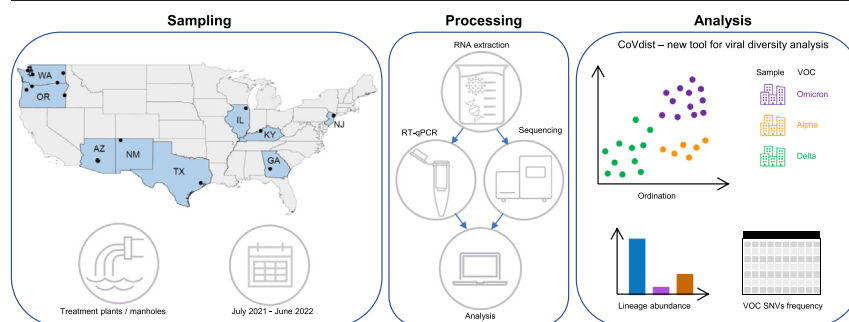 Sampling
WA
OR
AZ
NM
TX
IL
KY
GA
NJ
Treatment plants / manholes
July 2021 - June 2022
Processing
RNA extraction
RT-qPCR
Sequencing
Analysis
Analysis
CoVdist – new tool for viral diversity analysis
Sample VOC
Omicron
Alpha
Delta
Ordination
Lineage abundance
VOC SNVs frequency